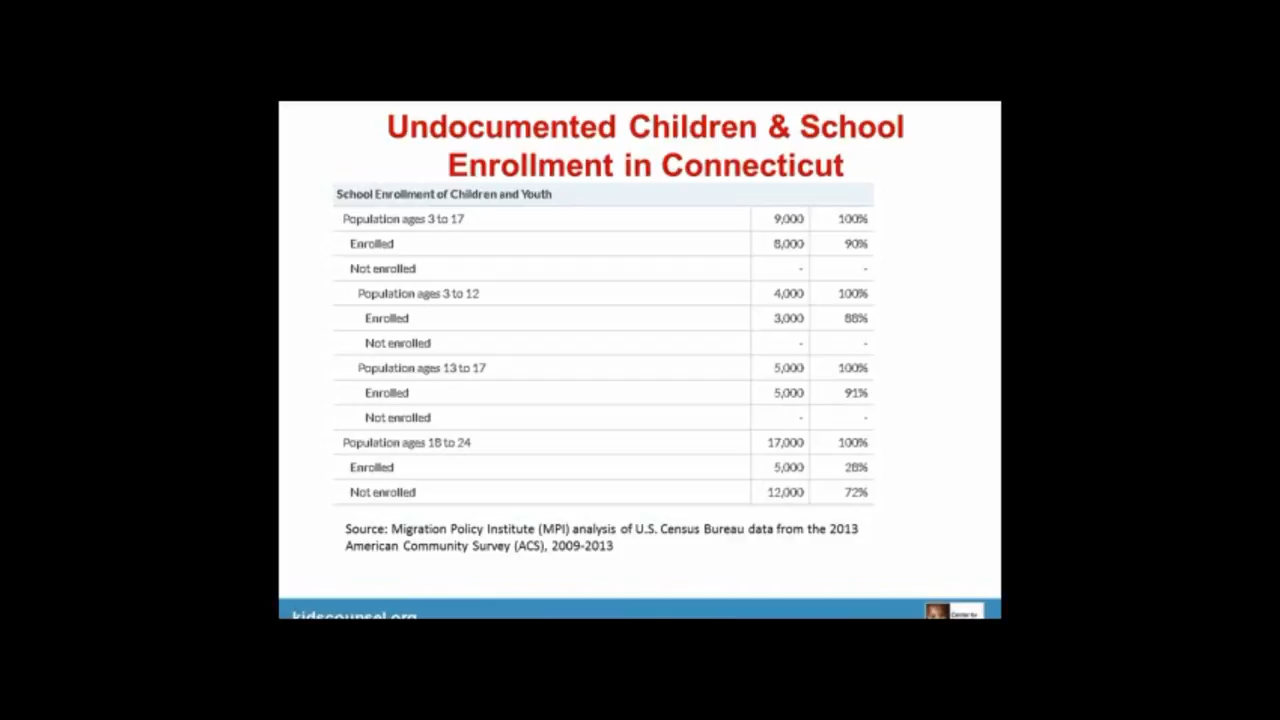 Undocumented Children & School
Enrollment in Connecticut
School Enrollment of Children and Youth
Population ages 3 to 17 9,000 100%
Enrolled 8,000 90%
Not enrolled - -
Population ages 3 to 12 4,000 100%
Enrolled 3,000 88%
Not enrolled - -
Population ages 13 to 17 5,000 100%
Enrolled 5,000 91%
Not enrolled - -
Population ages 18 to 24 17,000 100%
Enrolled 5,000 28%
Not enrolled 12,000 72%
Source: Migration Policy Institute (MPI) analysis of U.S. Census Bureau data from the 2013
American Community Survey (ACS), 2009-2013
kidscounsel.org